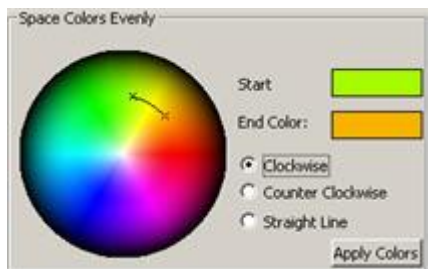 Space Colors Evenly
Start
End Color:
Clockwise
Counter Clockwise
Straight Line
Apply Colors